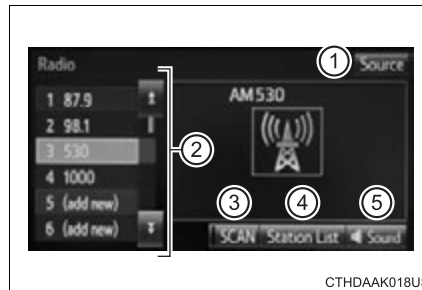 Radio
1
Source
1 87.9
2 98.1
3 530
4 1000
5 (add new)
6 (add new)
2
AM530
3
4
5
SCAN
Station List
Sound
CTHDAAK018US